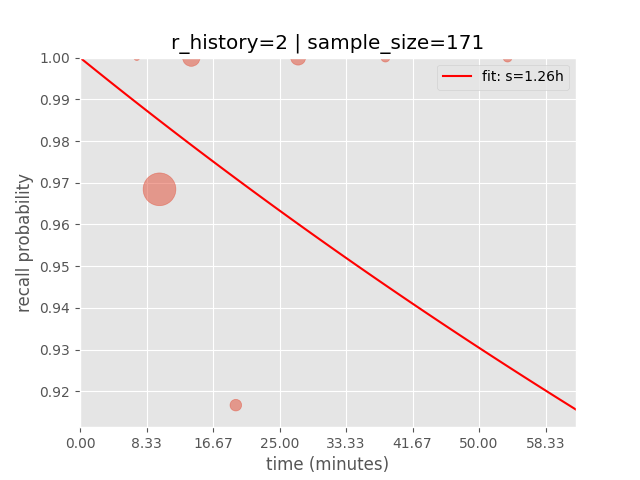 r_history=2 | sample_size=171
fit: s=1.26h
1.00
0.99
0.98
0.97
0.96
0.95
0.94
0.93
0.92
recall probability
0.00 8.33 16.67 25.00 33.33 41.67 50.00 58.33
time (minutes)